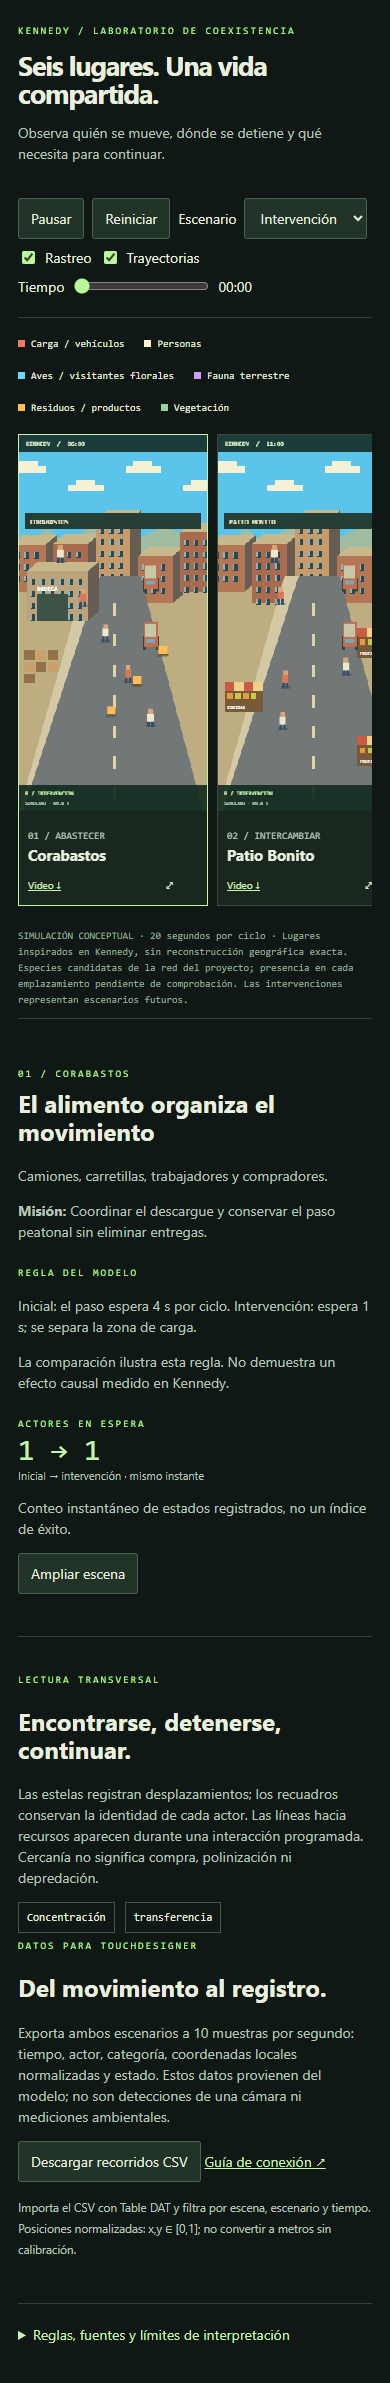 KENNEDY / LABORATORIO DE COEXISTENCIA
Seis lugares. Una vida
compartida.
Observa quién se mueve, dónde se detiene y qué
necesita para continuar.
Pausar Reiniciar Escenario Intervención
Rastreo Trayectorias
Tiempo 00:00
Carga / vehículos Personas
Aves / visitantes florales Fauna terrestre
Residuos / productos Vegetación
KENNEDY / 06:00 KENNEDY / 11:00
CORABASTOS PATIO BONITO
BODEGA
COMIDAS
B / INTERVENCION B / INTERVENCION
01 / ABASTECER 02 / INTERCAMBIAR
Corabastos Patio Bonito
Video ↓ ⤢ Video ↓ ⤢
SIMULACIÓN CONCEPTUAL · 20 segundos por ciclo · Lugares
inspirados en Kennedy, sin reconstrucción geográfica exacta.
Especies candidatas de la red del proyecto; presencia en cada
emplazamiento pendiente de comprobación. Las intervenciones
representan escenarios futuros.
01 / CORABASTOS
El alimento organiza el
movimiento
Camiones, carretillas, trabajadores y compradores.
Misión: Coordinar el descargue y conservar el paso
peatonal sin eliminar entregas.
REGLA DEL MODELO
Inicial: el paso espera 4 s por ciclo. Intervención: espera 1
s; se separa la zona de carga.
La comparación ilustra esta regla. No demuestra un
efecto causal medido en Kennedy.
ACTORES EN ESPERA
1 → 1
Inicial → intervención · mismo instante
Conteo instantáneo de estados registrados, no un índice
de éxito.
Ampliar escena
LECTURA TRANSVERSAL
Encontrarse, detenerse,
continuar.
Las estelas registran desplazamientos; los recuadros
conservan la identidad de cada actor. Las líneas hacia
recursos aparecen durante una interacción programada.
Cercanía no significa compra, polinización ni
depredación.
Concentración transferencia
DATOS PARA TOUCHDESIGNER
Del movimiento al registro.
Exporta ambos escenarios a 10 muestras por segundo:
tiempo, actor, categoría, coordenadas locales
normalizadas y estado. Estos datos provienen del
modelo; no son detecciones de una cámara ni
mediciones ambientales.
Descargar recorridos CSV Guía de conexión ↗
Importa el CSV con Table DAT y filtra por escena, escenario y tiempo.
Posiciones normalizadas: x,y ∈ [0,1]; no convertir a metros sin
calibración.
▶ Reglas, fuentes y límites de interpretación